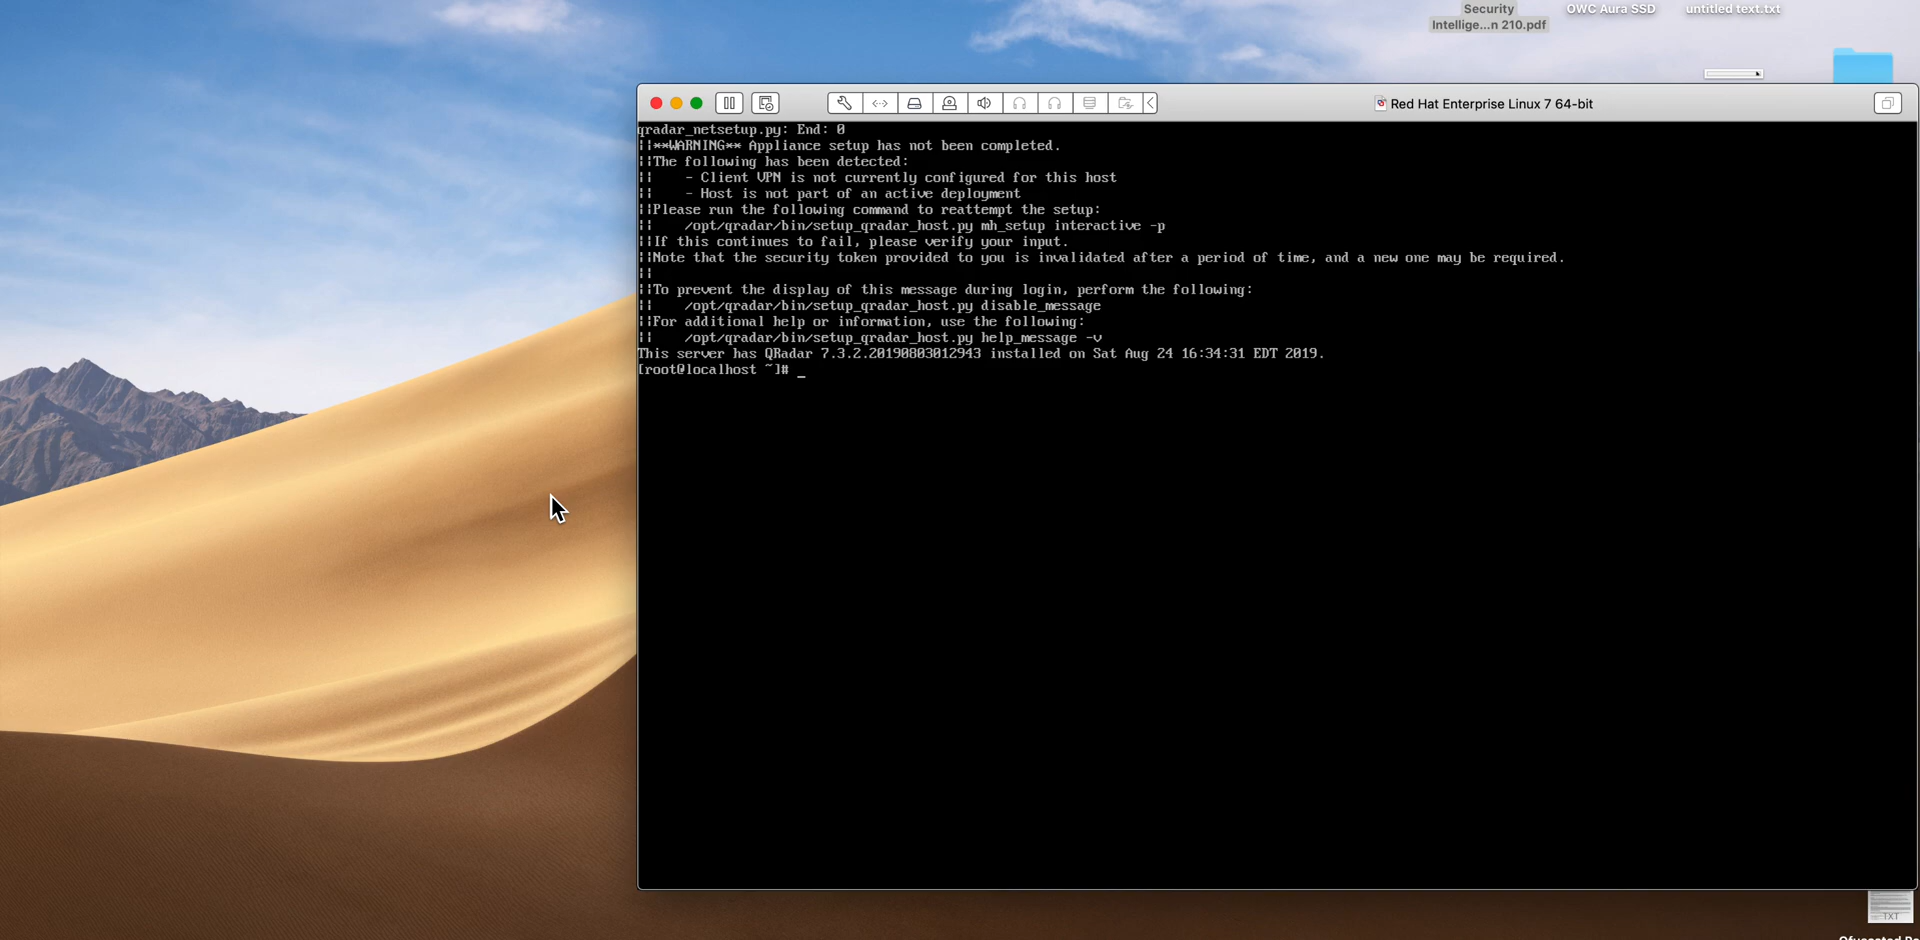 Security
Intellige...n 210.pdf
OWC Aura SSD
untitled text.txt
Red Hat Enterprise Linux 7 64-bit
qradar_netsetup.py: End: 0
||**WARNING** Appliance setup has not been completed.
||The following has been detected:
||    - Client VPN is not currently configured for this host
||    - Host is not part of an active deployment
||Please run the following command to reattempt the setup:
||    /opt/qradar/bin/setup_qradar_host.py mh_setup interactive -p
||If this continues to fail, please verify your input.
||Note that the security token provided to you is invalidated after a period of time, and a new one may be required.
||
||To prevent the display of this message during login, perform the following:
||    /opt/qradar/bin/setup_qradar_host.py disable_message
||For additional help or information, use the following:
||    /opt/qradar/bin/setup_qradar_host.py help_message -v
This server has QRadar 7.3.2.20190803012943 installed on Sat Aug 24 16:34:31 EDT 2019.
[root@localhost ~]# _
TXT